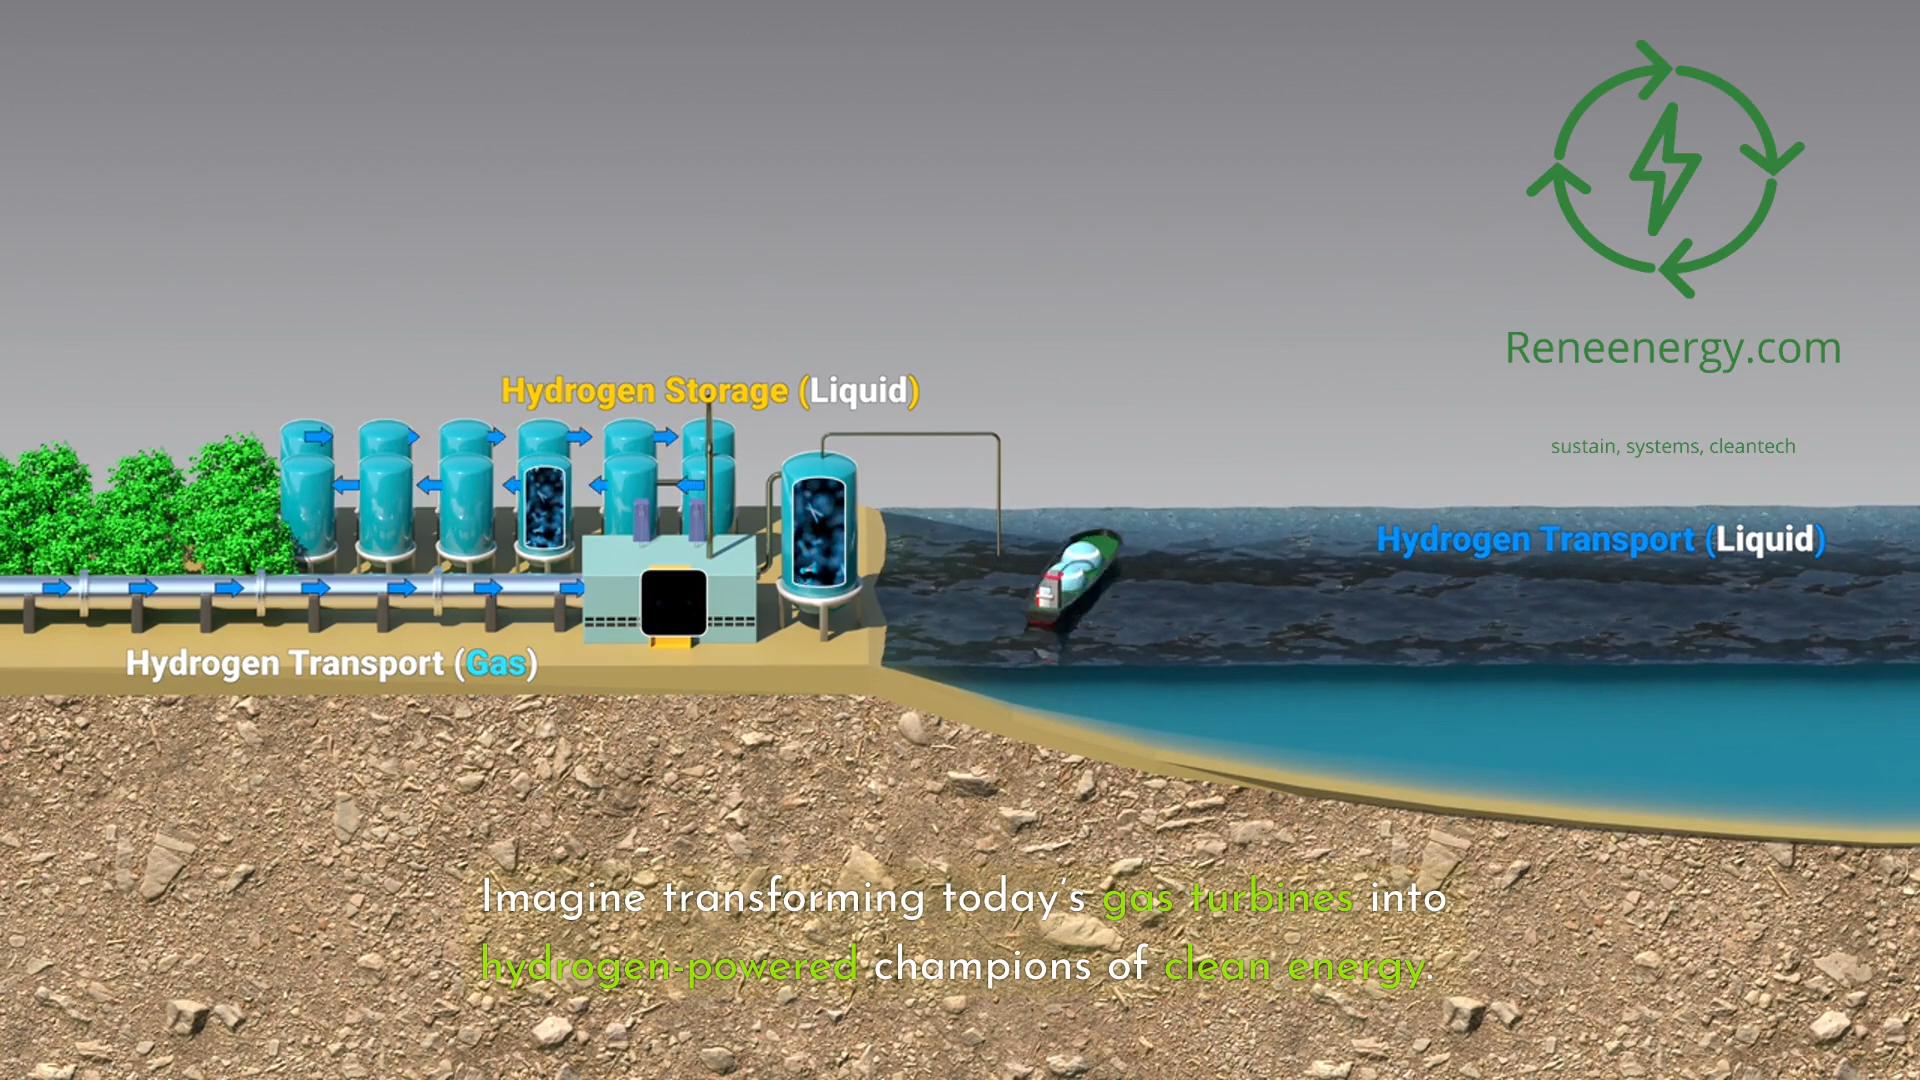 Reneenergy.com
Hydrogen Storage (Liquid)
sustain, systems, cleantech
Hydrogen Transport (Liquid)
Hydrogen Transport (Gas)
Imagine transforming today's gas turbines into
hydrogen-powered champions of clean energy.